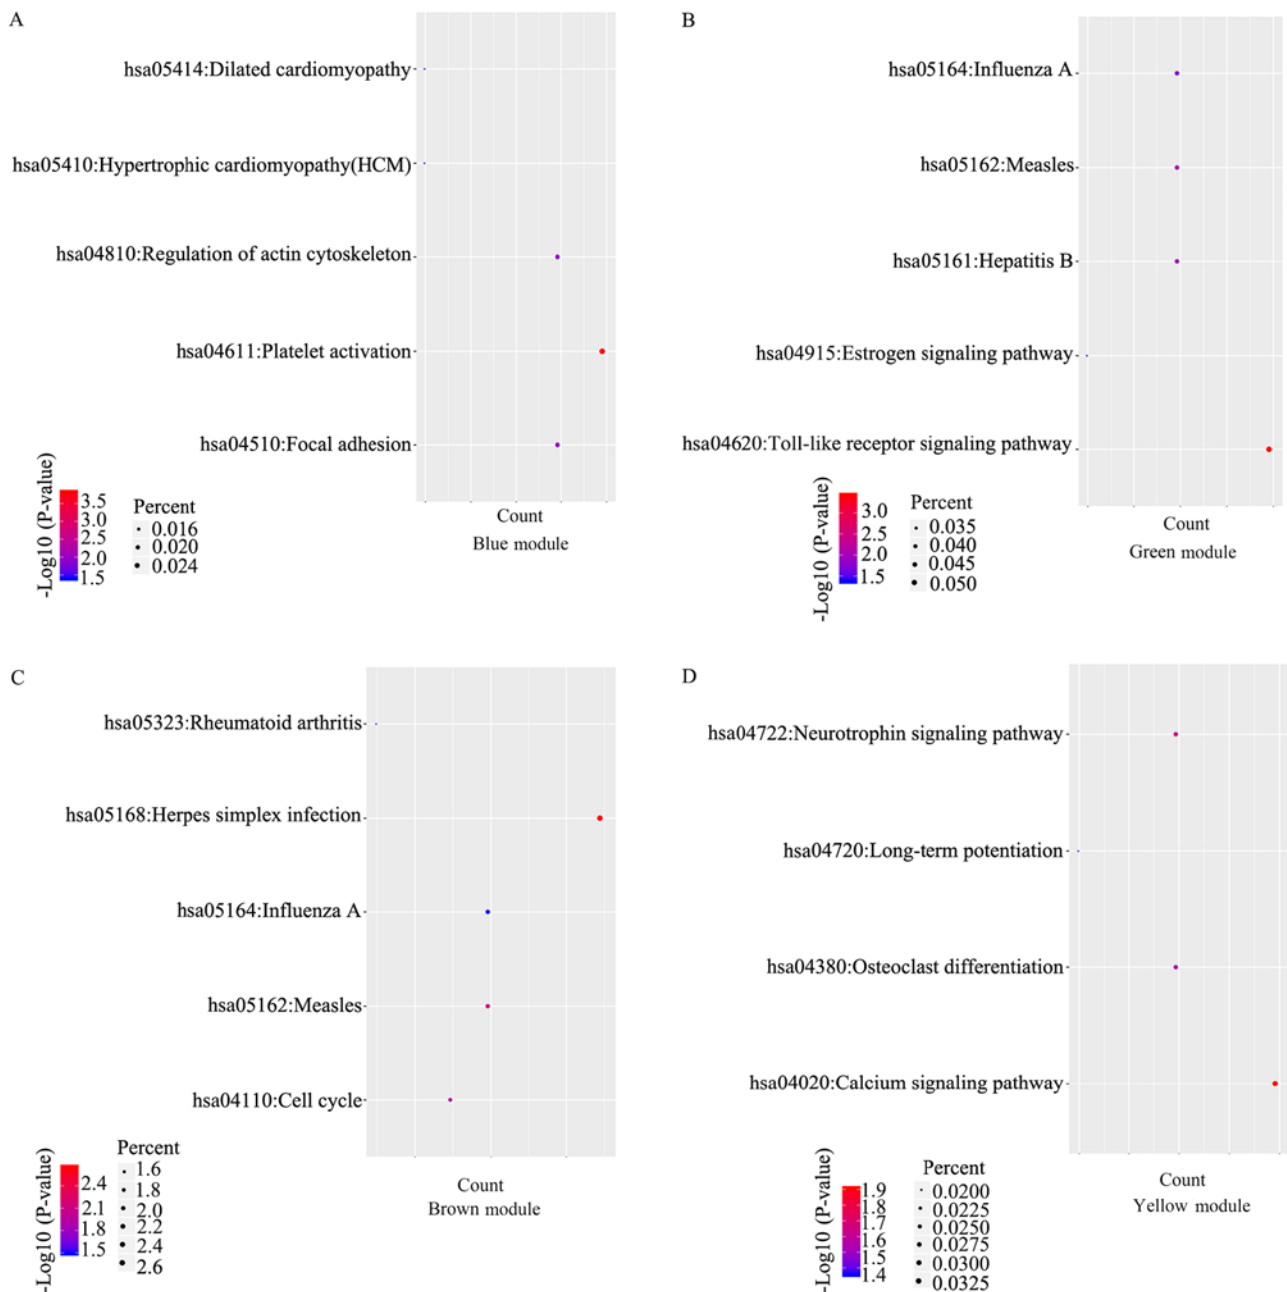 A
hsa05414:Dilated cardiomyopathy
hsa05410:Hypertrophic cardiomyopathy(HCM)
hsa04810:Regulation of actin cytoskeleton
hsa04611:Platelet activation
hsa04510:Focal adhesion
-Log10 (P-value)
3.5
3.0
2.5
2.0
1.5
Percent
0.016
0.020
0.024
Count
Blue module
B
hsa05164:Influenza A
hsa05162:Measles
hsa05161:Hepatitis B
hsa04915:Estrogen signaling pathway
hsa04620:Toll-like receptor signaling pathway
-Log10 (P-value)
3.0
2.5
2.0
1.5
Percent
0.035
0.040
0.045
0.050
Count
Green module
C
hsa05323:Rheumatoid arthritis
hsa05168:Herpes simplex infection
hsa05164:Influenza A
hsa05162:Measles
hsa04110:Cell cycle
-Log10 (P-value)
2.4
2.1
1.8
1.5
Percent
1.6
1.8
2.0
2.2
2.4
2.6
Count
Brown module
D
hsa04722:Neurotrophin signaling pathway
hsa04720:Long-term potentiation
hsa04380:Osteoclast differentiation
hsa04020:Calcium signaling pathway
-Log10 (P-value)
1.9
1.8
1.7
1.6
1.5
1.4
Percent
0.0200
0.0225
0.0250
0.0275
0.0300
0.0325
Count
Yellow module